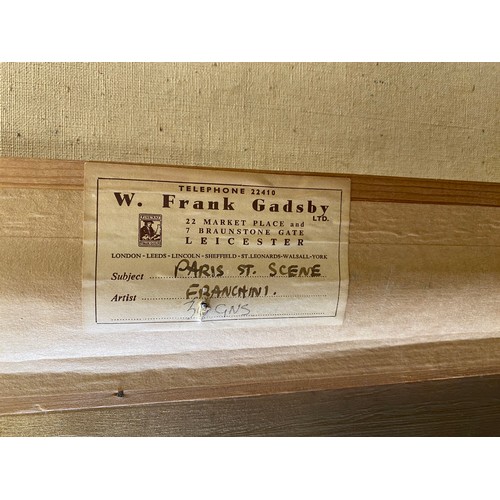 TELEPHONE 22410
W. Frank Gadsby LTD.
22 MARKET PLACE and
7 BRAUNSTONE GATE
LEICESTER
LONDON - LEEDS - LINCOLN - SHEFFIELD - ST. LEONARDS - WALSALL - YORK
Subject PARIS ST. SCENE
Artist FRANCHINI.
GNS